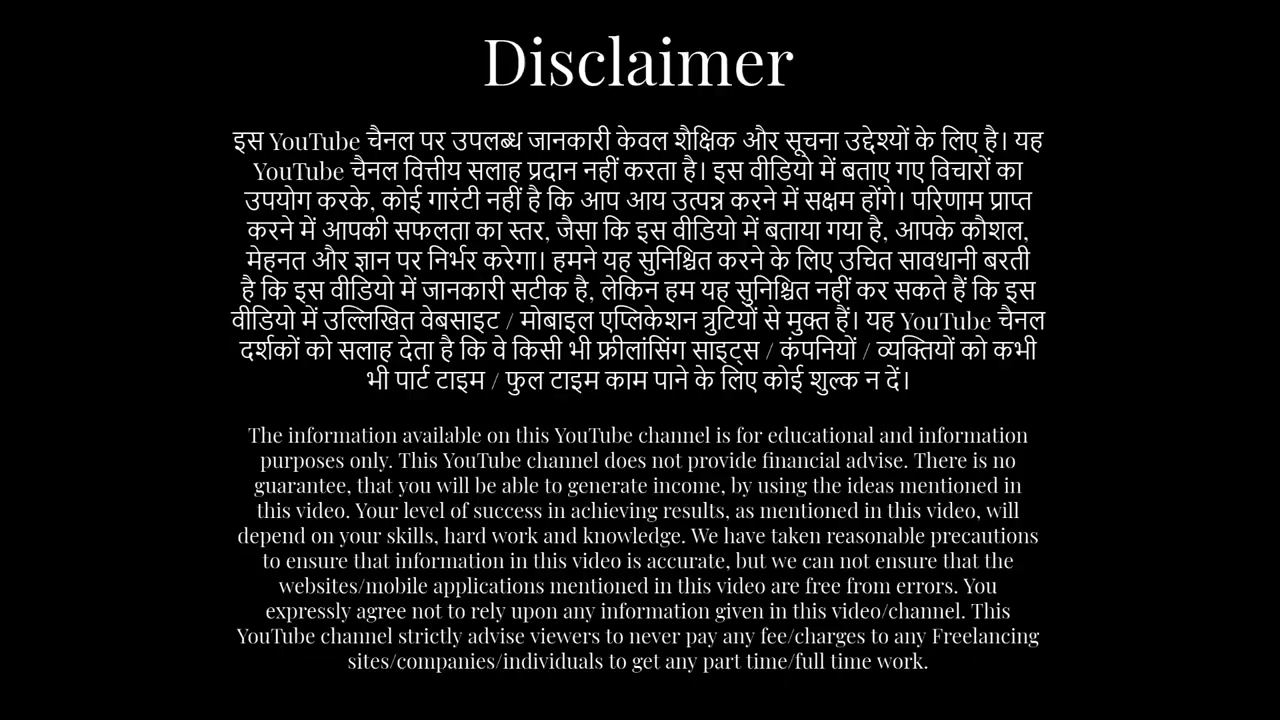 Disclaimer
इस YouTube चैनल पर उपलब्ध जानकारी केवल शैक्षिक और सूचना उद्देश्यों के लिए है। यह
YouTube चैनल वित्तीय सलाह प्रदान नहीं करता है। इस वीडियो में बताए गए विचारों का
उपयोग करके, कोई गारंटी नहीं है कि आप आय उत्पन्न करने में सक्षम होंगे। परिणाम प्राप्त
करने में आपकी सफलता का स्तर, जैसा कि इस वीडियो में बताया गया है, आपके कौशल,
मेहनत और ज्ञान पर निर्भर करेगा। हमने यह सुनिश्चित करने के लिए उचित सावधानी बरती
है कि इस वीडियो में जानकारी सटीक है, लेकिन हम यह सुनिश्चित नहीं कर सकते हैं कि इस
वीडियो में उल्लिखित वेबसाइट / मोबाइल एप्लिकेशन त्रुटियों से मुक्त हैं। यह YouTube चैनल
दर्शकों को सलाह देता है कि वे किसी भी फ्रीलांसिंग साइट्स / कंपनियों / व्यक्तियों को कभी
भी पार्ट टाइम / फुल टाइम काम पाने के लिए कोई शुल्क न दें।
The information available on this YouTube channel is for educational and information
purposes only. This YouTube channel does not provide financial advise. There is no
guarantee, that you will be able to generate income, by using the ideas mentioned in
this video. Your level of success in achieving results, as mentioned in this video, will
depend on your skills, hard work and knowledge. We have taken reasonable precautions
to ensure that information in this video is accurate, but we can not ensure that the
websites/mobile applications mentioned in this video are free from errors. You
expressly agree not to rely upon any information given in this video/channel. This
YouTube channel strictly advise viewers to never pay any fee/charges to any Freelancing
sites/companies/individuals to get any part time/full time work.